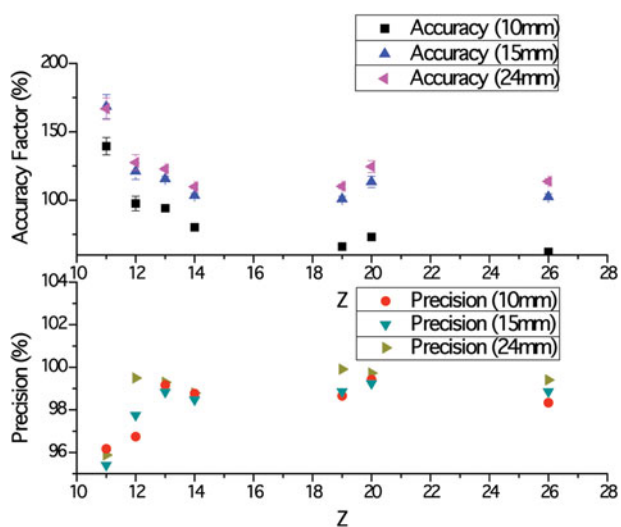 Accuracy (10mm)
Accuracy (15mm)
Accuracy (24mm)
200
150
100
Accuracy Factor (%)
10 12 14 16 18 20 22 24 26 28
Z
104
102
100
98
96
Precision (%)
Precision (10mm)
Precision (15mm)
Precision (24mm)
10 12 14 16 18 20 22 24 26 28
Z